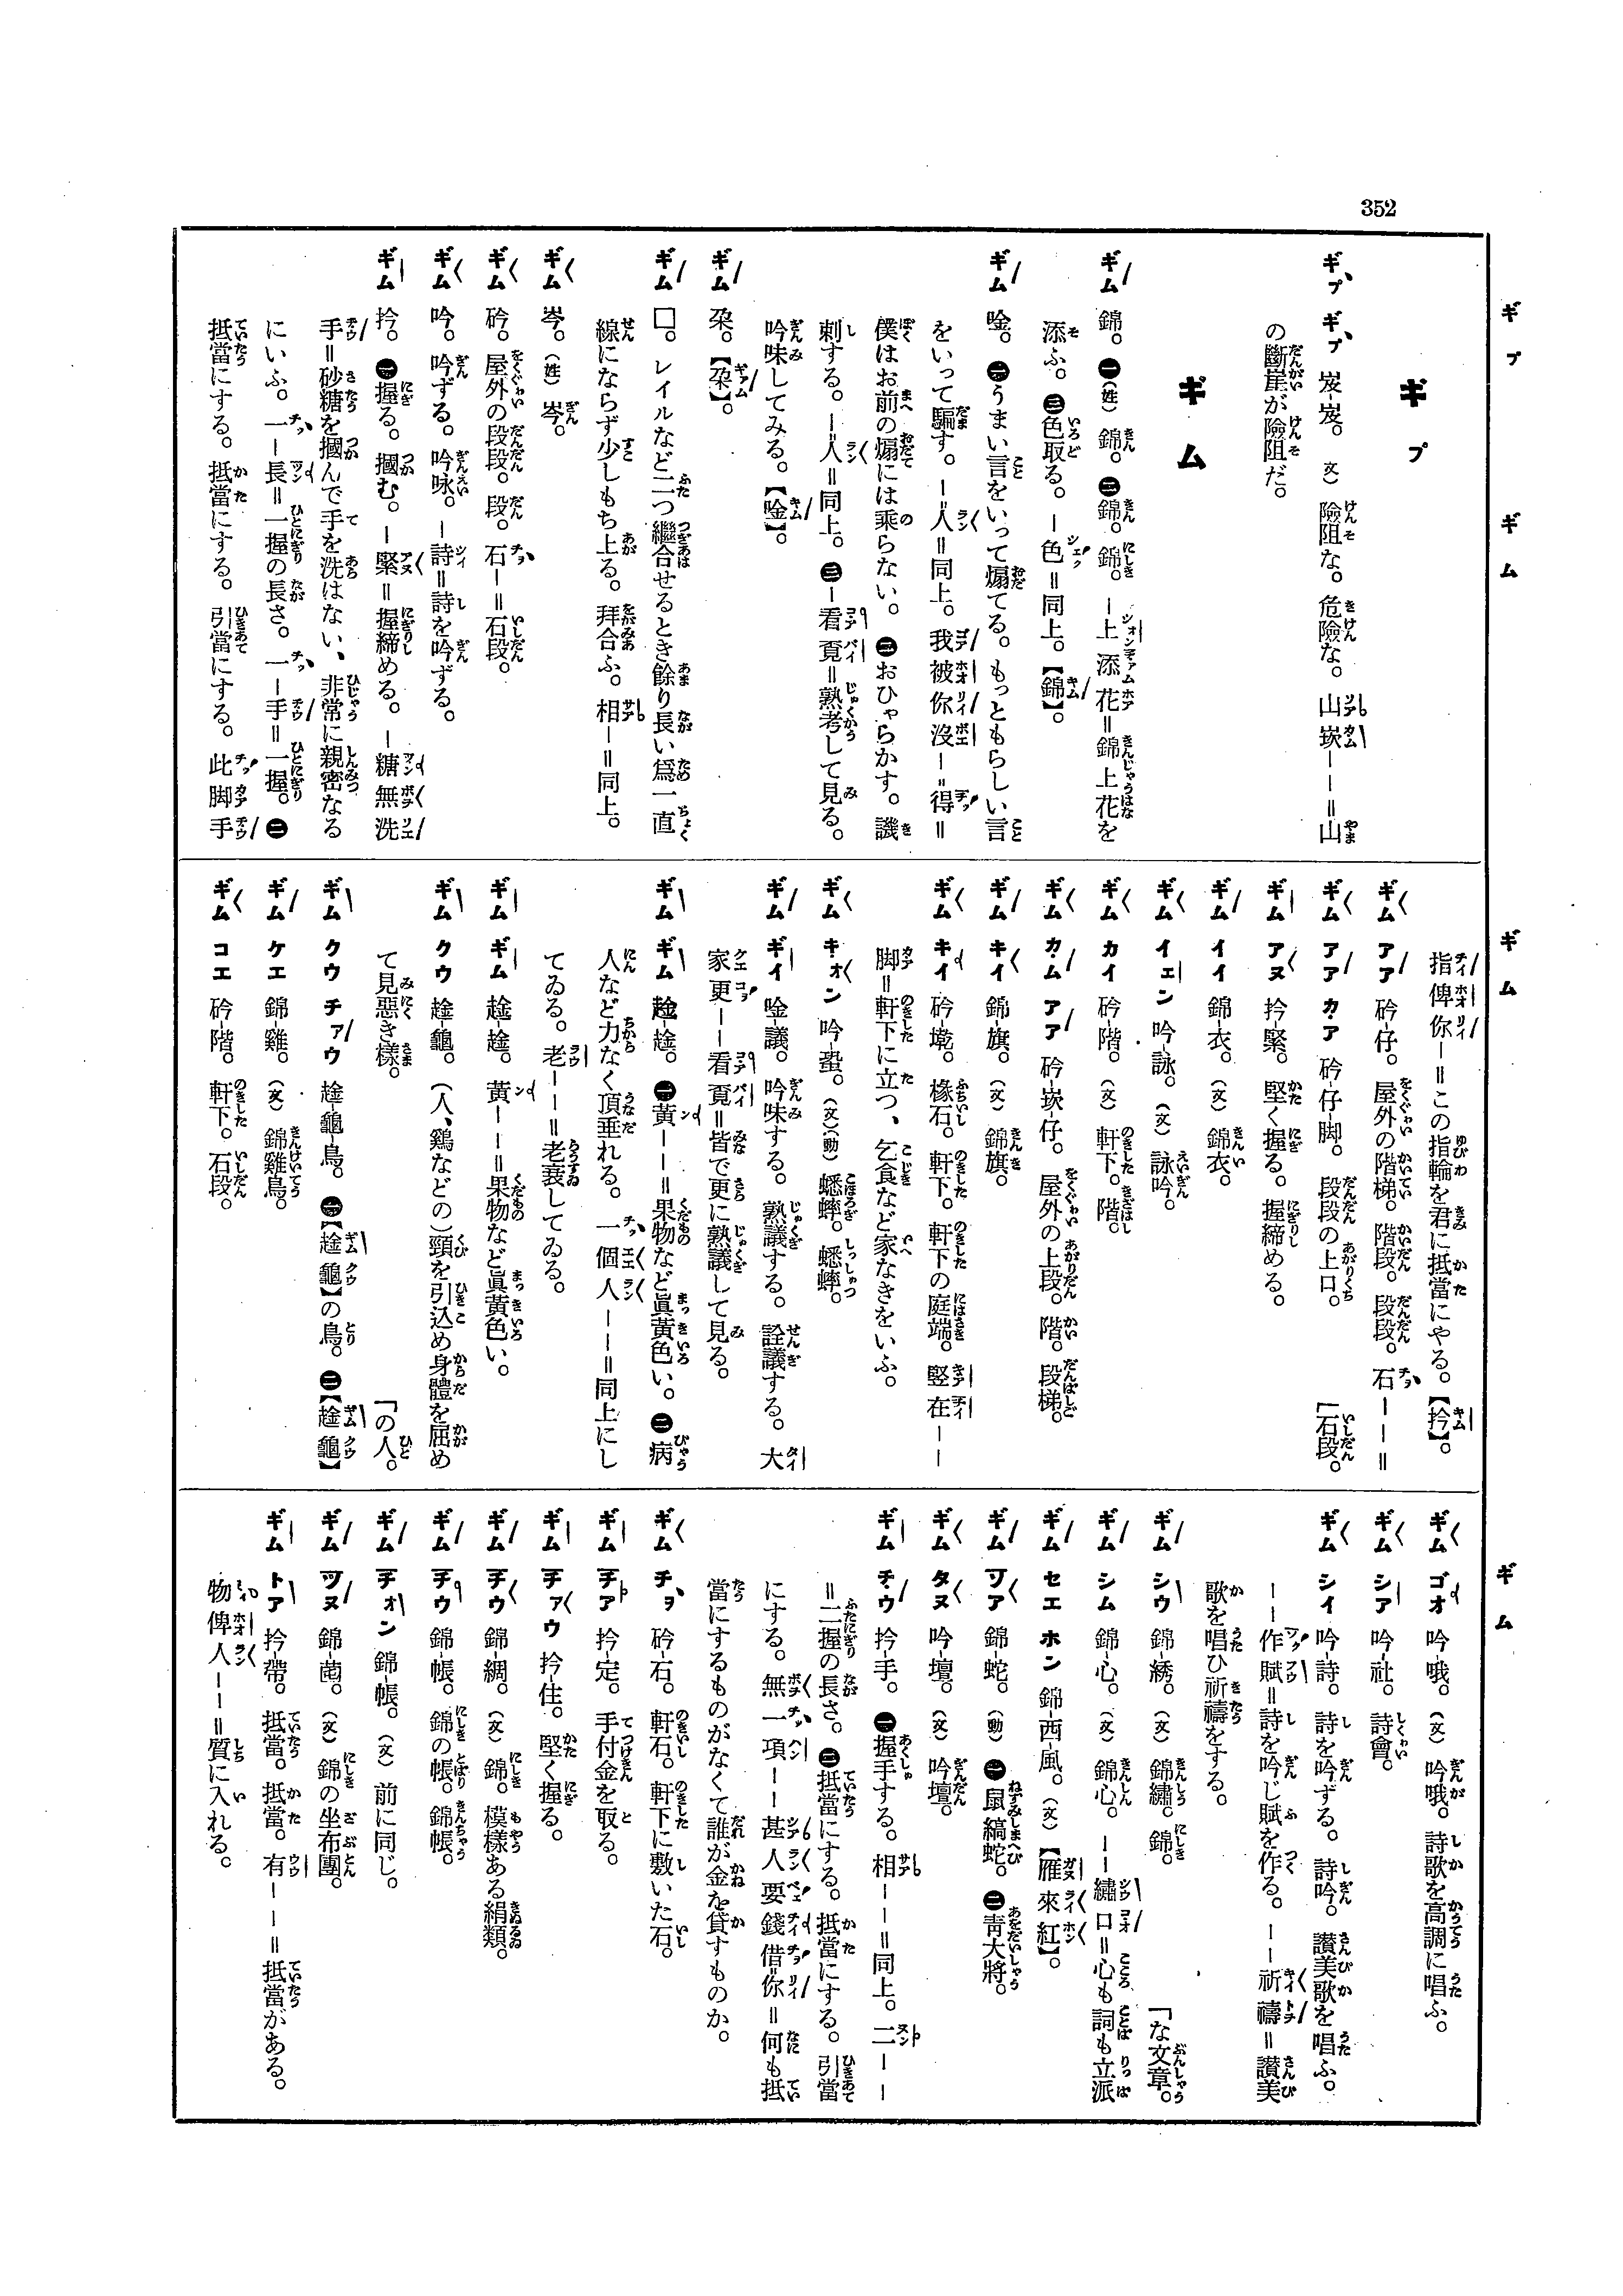 352
ギプ
ギム
ギム
ギム
ギプ
ギプ ギプ 岌-岌。(文)險阻な。危險な。山崁ーー=山
の斷崖が險阻だ。
ギム
ギム 錦。㊀(姓)錦。㊁錦。錦。ー上添花=錦上花を
添ふ。㊂色取る。ー色=同上。【錦】。
ギム 唫。㊀うまい言をいって煽てる。もっともらしい言
をいって騙す。ー人=同上。我被你沒ー得=
僕はお前の煽には乘らない。㊁おひゃらかす。譏
刺する。ー人=同上。㊂ー看覔=熟考して見る。
吟味してみる。【唫】。
ギム 
ギム 囗。レイルなど二つ繼合せるとき餘り長い爲一直
線にならず少しもち上る。拜合ふ。相ー=同上。
ギム 岑。(姓)岑。
ギム 砛。屋外の段段。段。石ー=石段。
ギム 吟。吟ずる。吟咏。ー詩=詩を吟ずる。
ギム 扲。㊀握る。摑む。ー緊=握締める。ー糖無洗
手=砂糖を摑んで手を洗はない、非常に親密なる
にいふ。一ー長=一握の長さ。一ー手=一握。㊁
抵當にする。抵當にする。引當にする。此脚手
指俾你ー=この指輪を君に抵當にやる。【扲】。
ギム アア 砛-仔。屋外の階梯。階段。段段。石ーー=
ギム アア カア 砛-仔-脚。段段の上口。「石段。
ギム アヌ 扲-緊。堅く握る。握締める。
ギム イイ 錦-衣。(文)錦衣。
ギム イェン 吟-詠。(文)詠吟。
ギム カイ 砛-階。(文)軒下。階。
ギム カム アア 砛-崁-仔。屋外の上段。階。段梯。
ギム キイ 錦-旗。(文)錦旗。
ギム キイ 砛-墘。椽石。軒下。軒下の庭端。竪在ーー
脚=軒下に立つ、乞食など家なきをいふ。
ギム キォン 吟-蛩。(文)(動)蟋蟀。蟋蟀。
ギム ギイ 唫-議。吟味する。熟議する。詮議する。大
家更ーー看覔=皆で更に熟議して見る。
ギム ギム 趛-趛。㊀黃ーー=果物など眞黃色い。㊁病
人など力なく頂垂れる。一個人ーー=同上にし
てゐる。老ーー=老衰してゐる。
ギム ギム 趛-趛。黃ーー=果物など眞黃色い。
ギム クウ 趛-龜。(人、鷄などの)頸を引込め身體を屈め
て見惡き樣。「の人。
ギム クウ チァウ 趛-龜-鳥。㊀【趛龜】の鳥。㊁【趛龜】
ギム ケエ 錦-雞。(文)錦雞鳥。
ギム コエ 砛-階。軒下。石段。
ギム ゴオ 吟-哦。(文)吟哦。詩歌を高調に唱ふ。
ギム シア 吟-社。詩會。
ギム シイ 吟-詩。詩を吟ずる。詩吟。讃美歌を唱ふ。
ーー作賦=詩を吟じ賦を作る。ーー祈禱=讃美
歌を唱ひ祈禱をする。
ギム シウ 錦-綉。(文)錦繡。錦。「な文章。
ギム シム 錦-心。(文)錦心。ーー繡口=心も詞も立派
ギム セエ ホン 錦-西-風。(文)【雁來紅】。
ギム ツア 錦-蛇。(動)㊀鼠縞蛇。㊁靑大將。
ギム タヌ 吟-壇。(文)吟壇。
ギム チウ 扲-手。㊀握手する。相ーー=同上。二ーー
=二握の長さ。㊁抵當にする。抵當にする。引當
にする。無一項ーー甚人要錢借你=何も抵
當にするものがなくて誰が金を貸すものか。
ギム チヲ 砛-石。軒石。軒下に敷いた石。
ギム チア 扲-定。手付金を取る。
ギム チァウ 扲-住。堅く握る。
ギム チウ 錦-綢。(文)錦。模樣ある絹類。
ギム チウ 錦-帳。錦の帳。錦帳。
ギム チォン 錦-帳。(文)前に同じ。
ギム ツヌ 錦-茵。(文)錦の坐布團。
ギム トア 扲-帶。抵當。抵當。有ーー=抵當がある。
物俾人ーー=質に入れる。